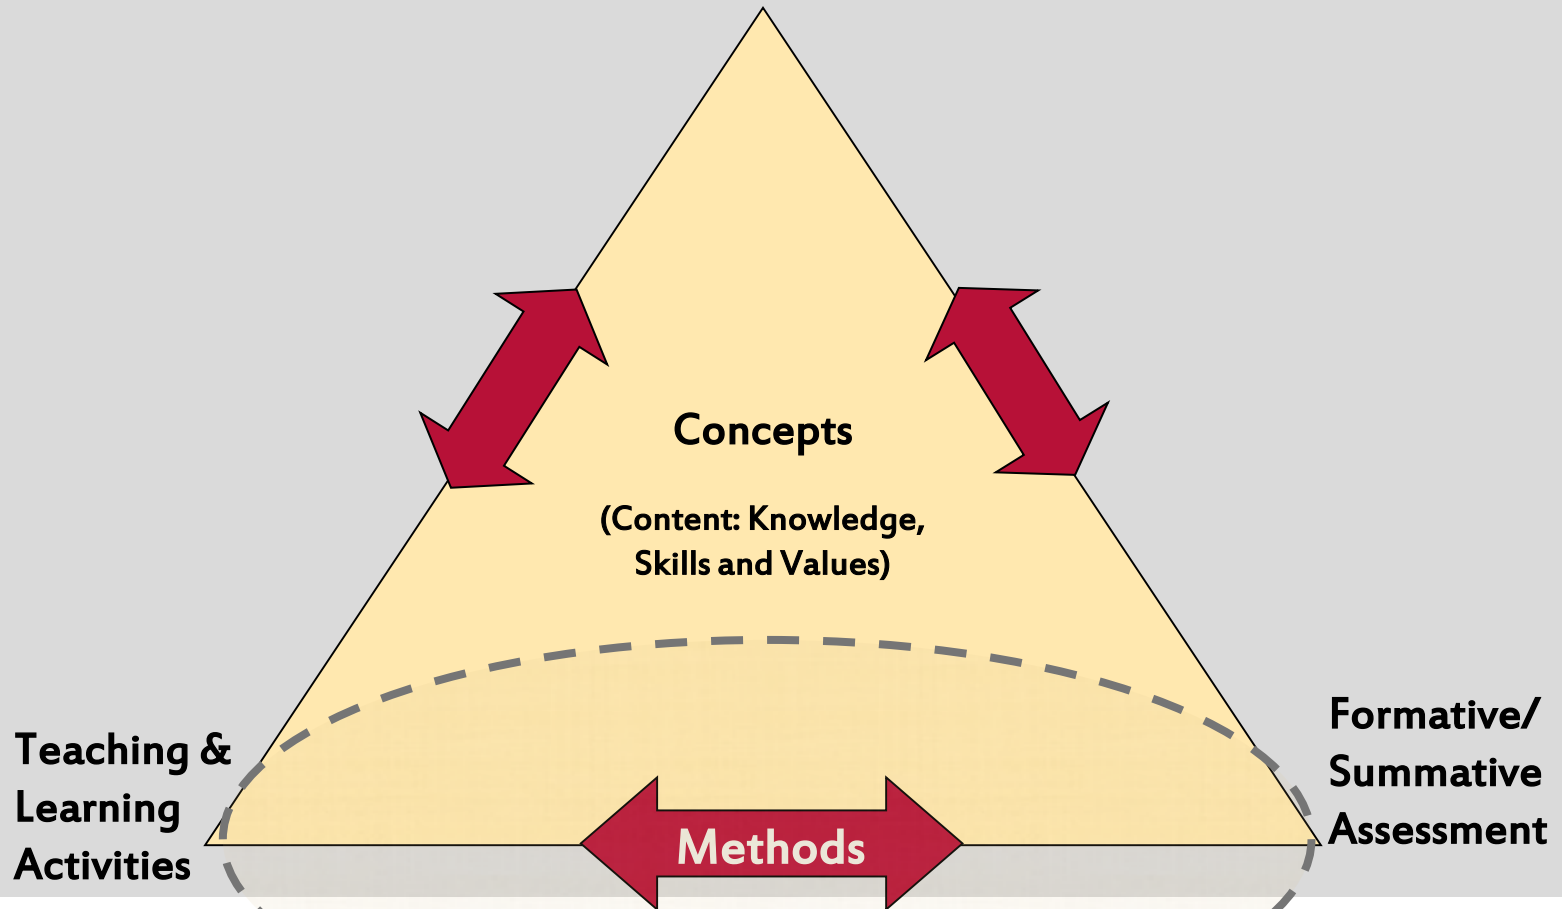 Concepts
(Content: Knowledge,
Skills and Values)
Teaching &
Learning
Activities
Formative/
Summative
Assessment
Methods